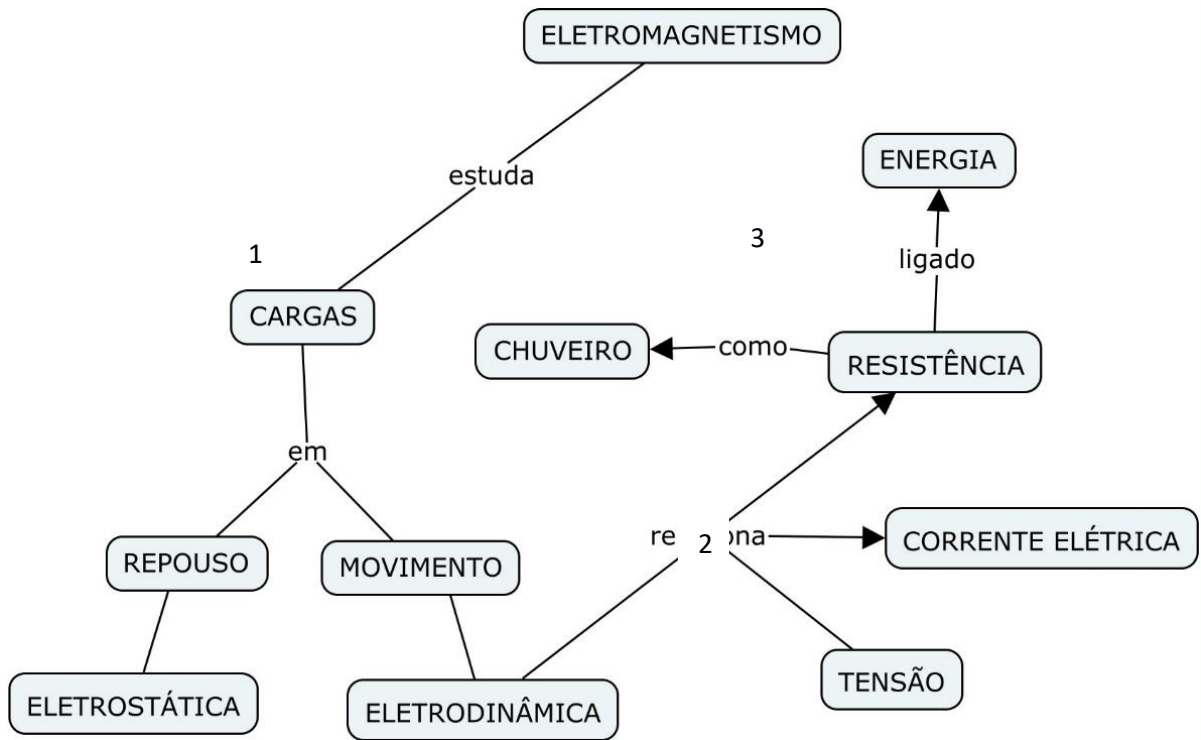 ELETROMAGNETISMO
ENERGIA
estuda
3
1
ligado
CARGAS
CHUVEIRO
como
RESISTÊNCIA
em
2
CORRENTE ELÉTRICA
REPOUSO
MOVIMENTO
TENSÃO
ELETROSTÁTICA
ELETRODINÂMICA